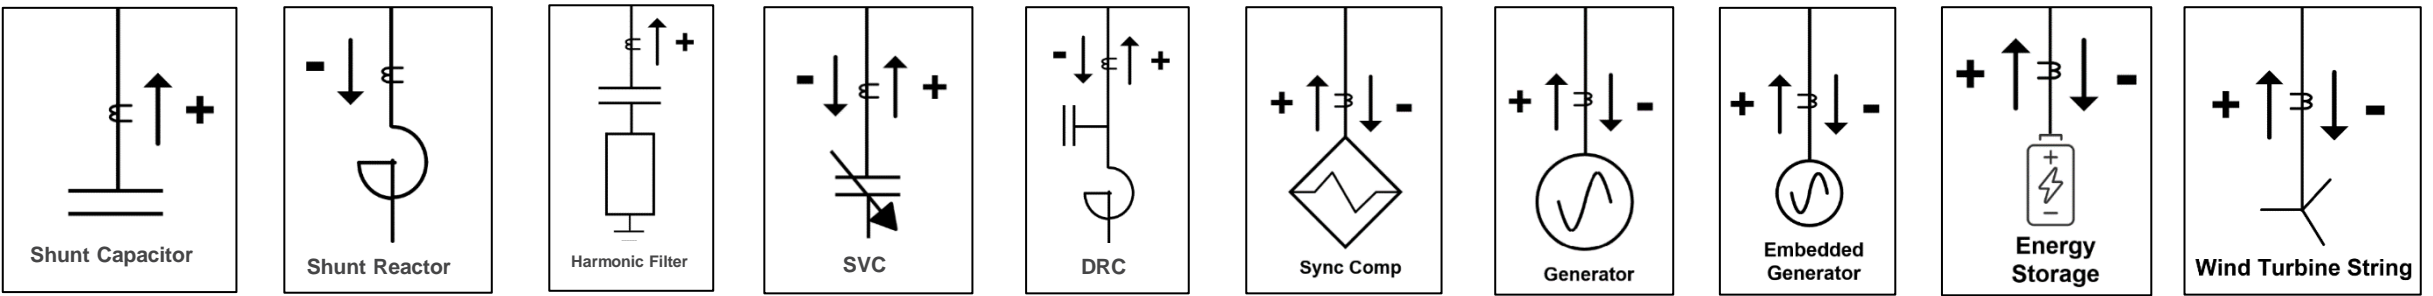 +
Shunt Capacitor
-
Shunt Reactor
+
Harmonic Filter
- +
SVC
- +
DRC
+ -
Sync Comp
+ -
Generator
+ -
Embedded
Generator
+ -
+
-
Energy
Storage
+ -
Wind Turbine String